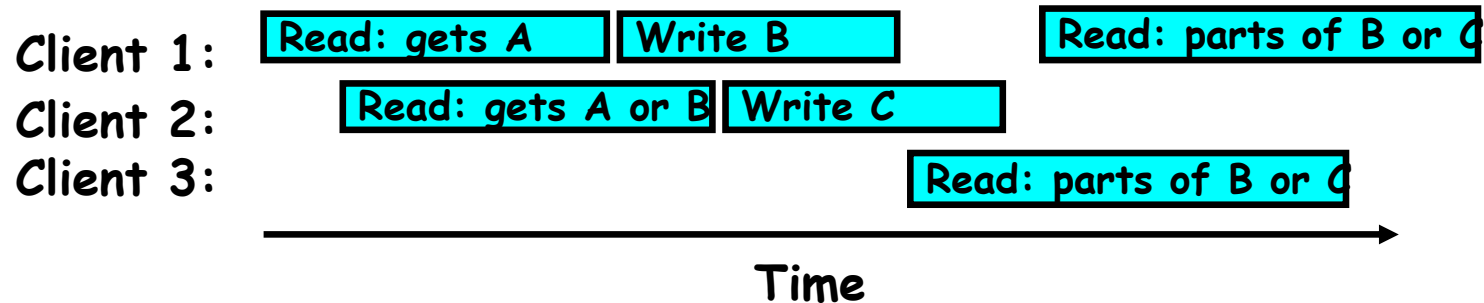 Client 1: Read: gets A Write B Read: parts of B or C
Client 2: Read: gets A or B Write C
Client 3: Read: parts of B or C
Time